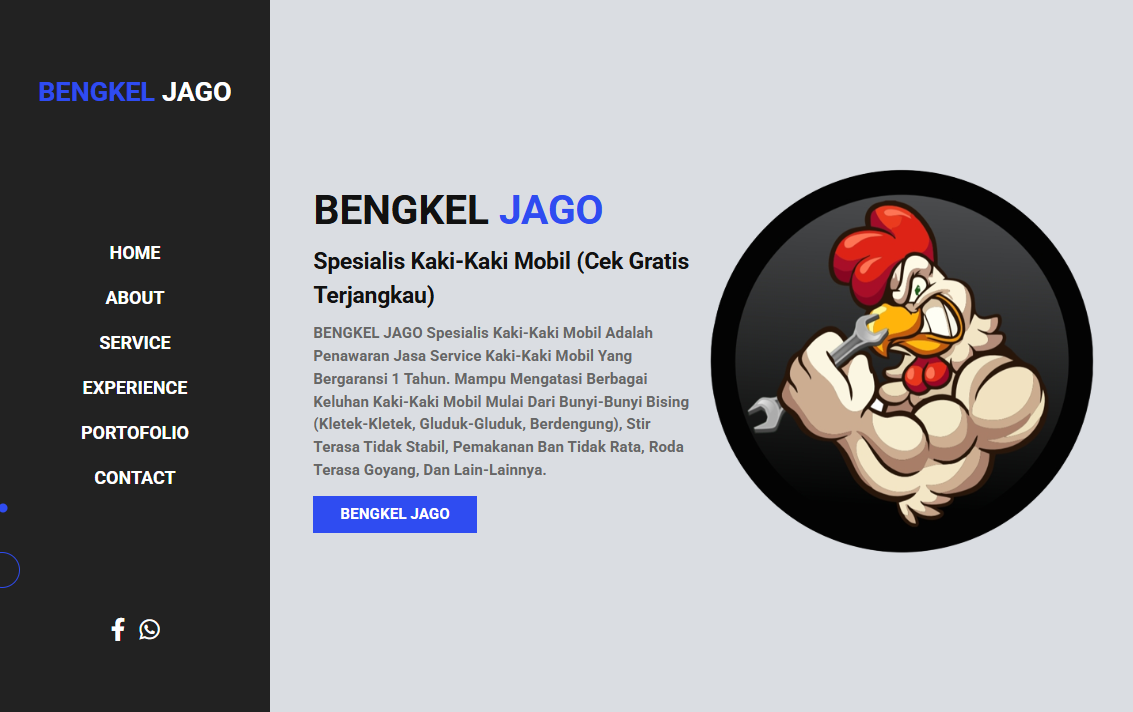 BENGKEL JAGO
HOME
ABOUT
SERVICE
EXPERIENCE
PORTOFOLIO
CONTACT
BENGKEL JAGO
Spesialis Kaki-Kaki Mobil (Cek Gratis
Terjangkau)
BENGKEL JAGO Spesialis Kaki-Kaki Mobil Adalah
Penawaran Jasa Service Kaki-Kaki Mobil Yang
Bergaransi 1 Tahun. Mampu Mengatasi Berbagai
Keluhan Kaki-Kaki Mobil Mulai Dari Bunyi-Bunyi Bising
(Kletek-Kletek, Gluduk-Gluduk, Berdengung), Stir
Terasa Tidak Stabil, Pemakanan Ban Tidak Rata, Roda
Terasa Goyang, Dan Lain-Lainnya.
BENGKEL JAGO